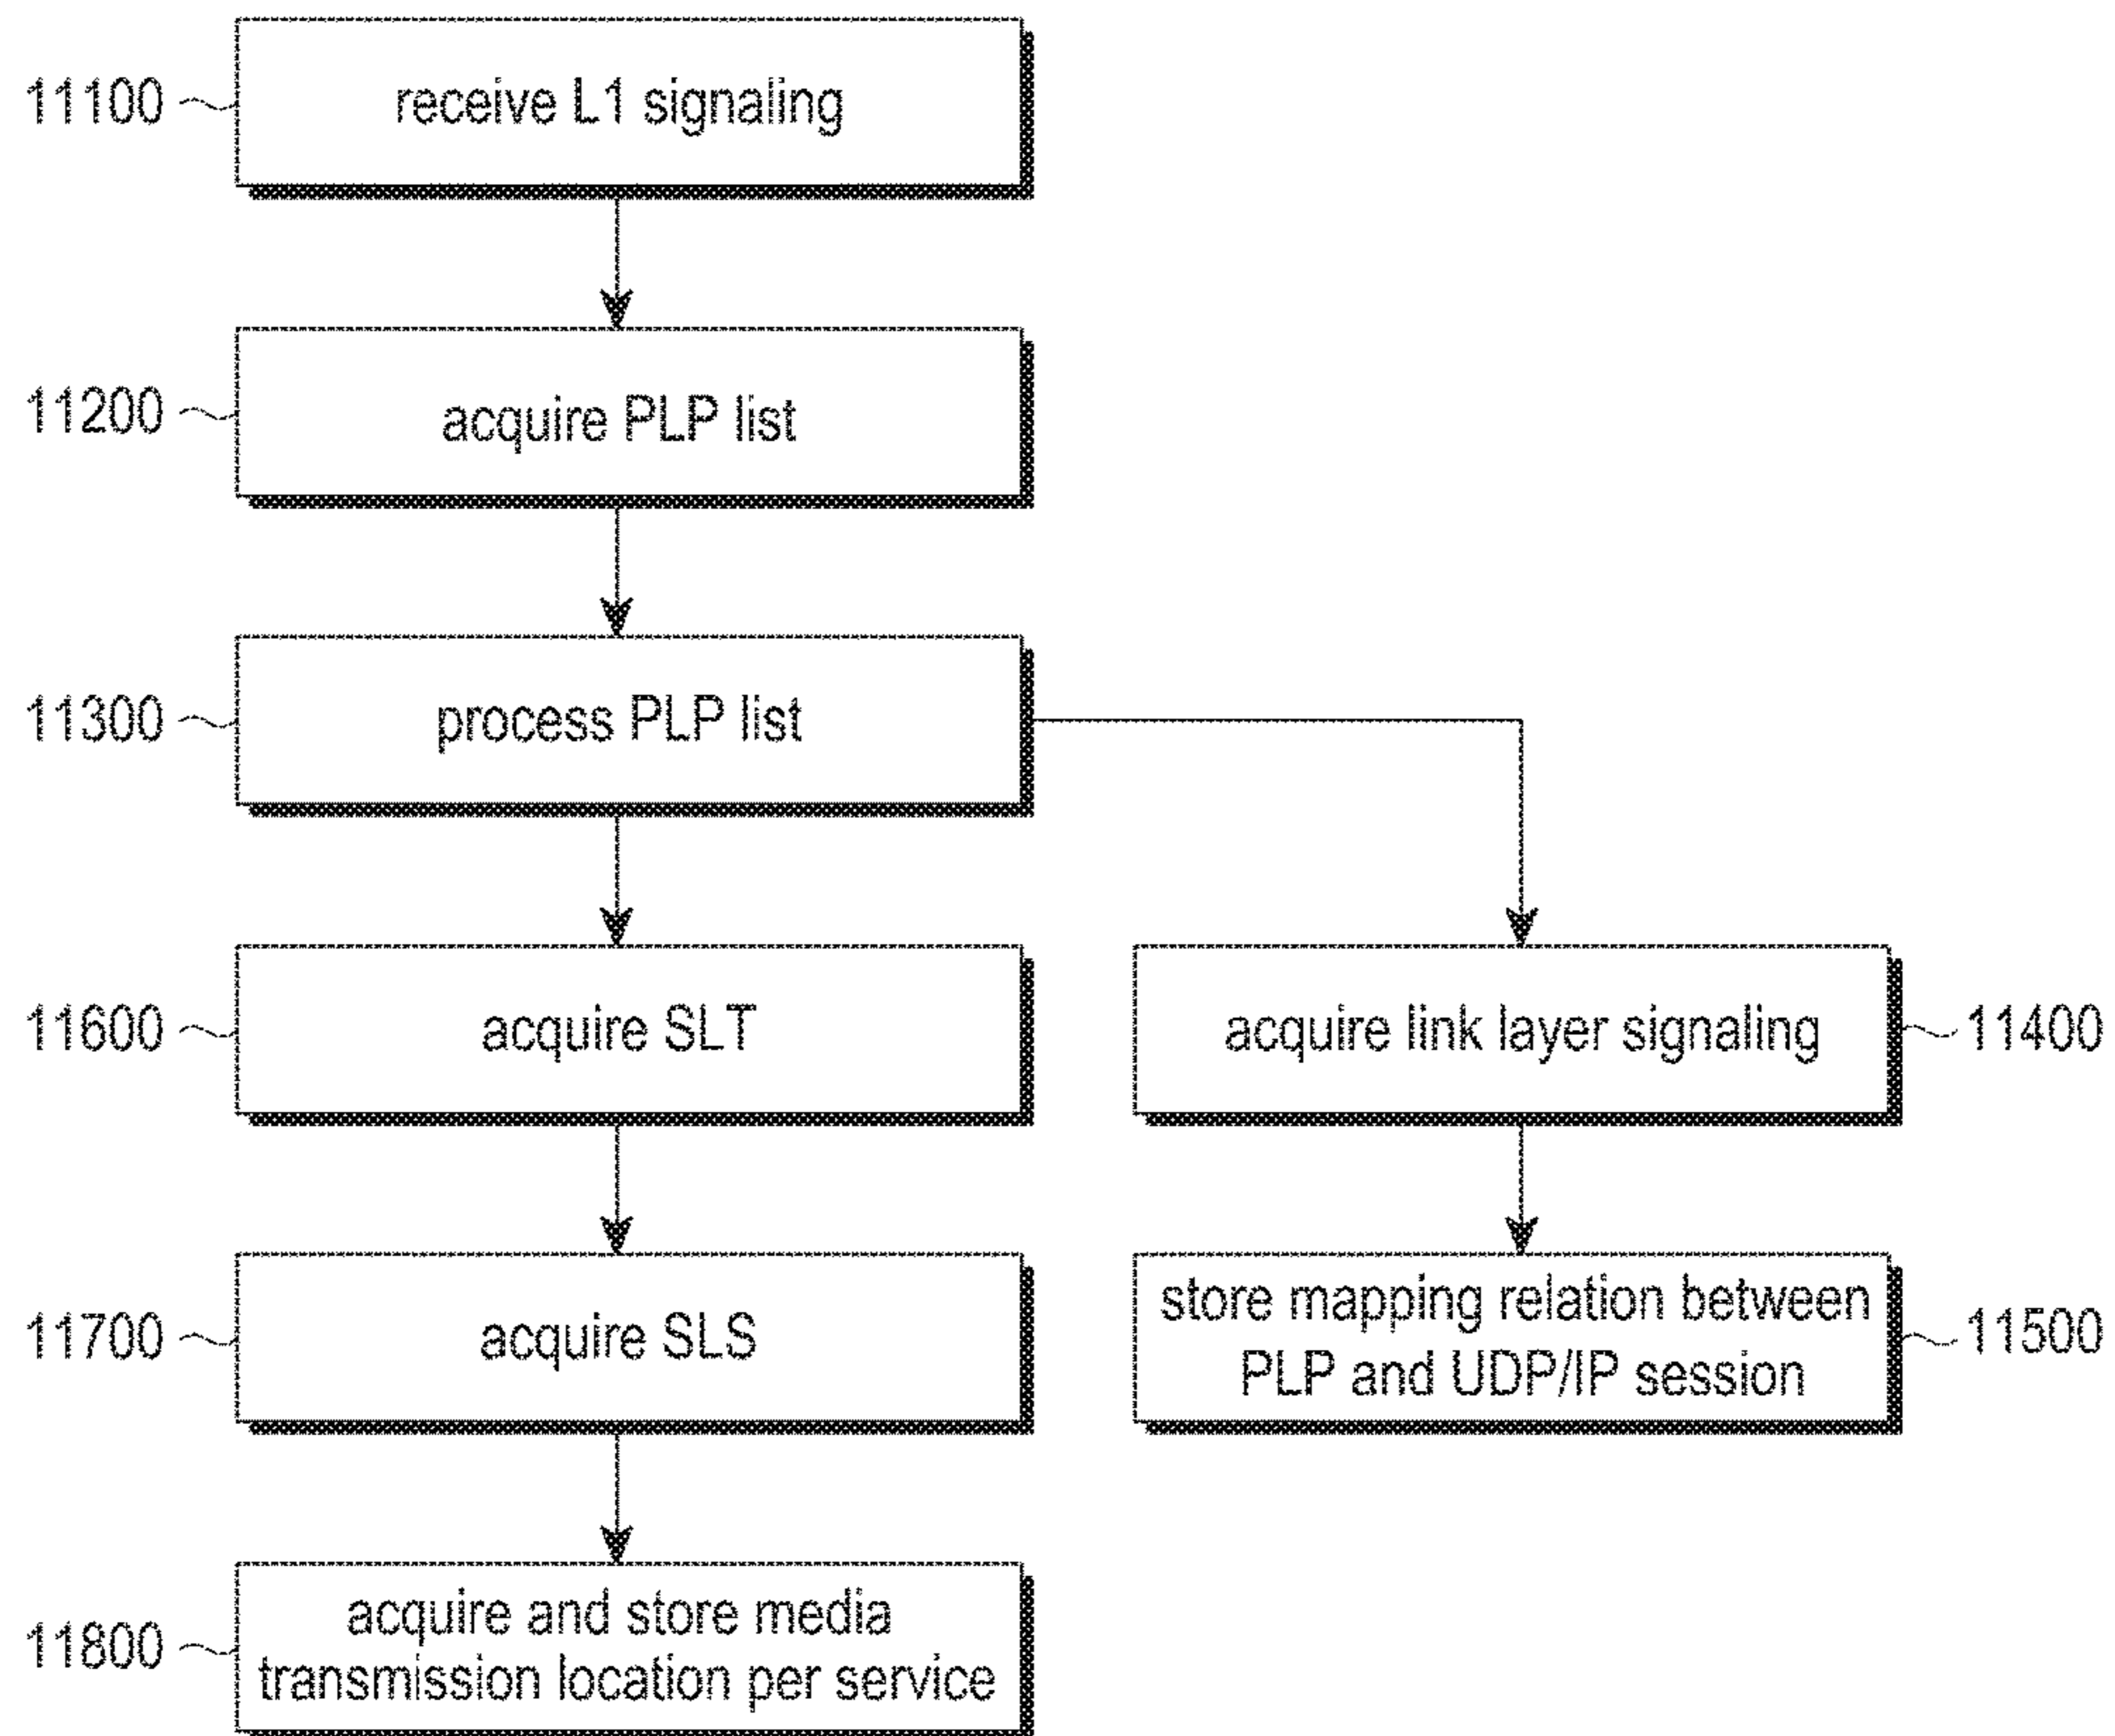 11100
receive L1 signaling
11200
acquire PLP list
11300
process PLP list
11600
acquire SLT
acquire link layer signaling
11400
11700
acquire SLS
store mapping relation between
PLP and UDP/IP session
11500
11800
acquire and store media
transmission location per service